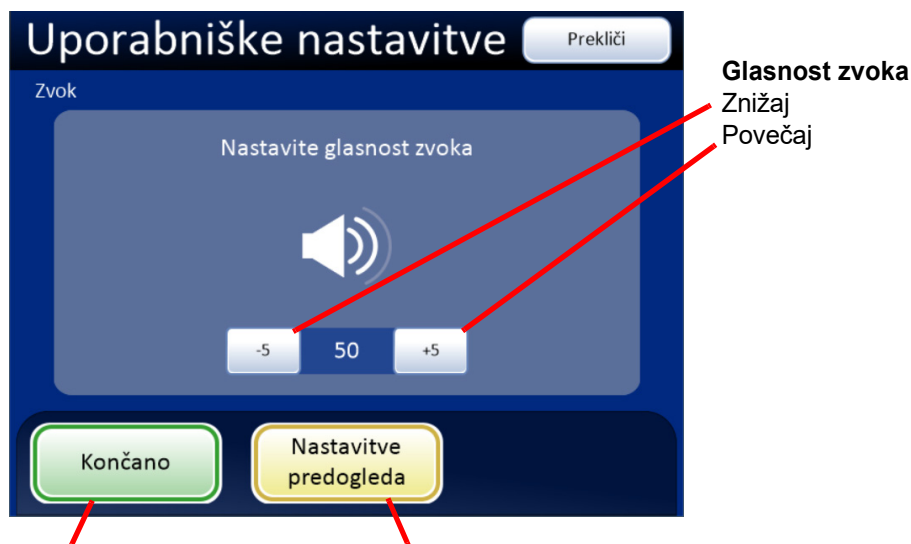 Uporabniške nastavitve
Prekliči
Zvok
Nastavite glasnost zvoka
-5
50
+5
Končano
Nastavitve
predogleda
Glasnost zvoka
Znižaj
Povečaj